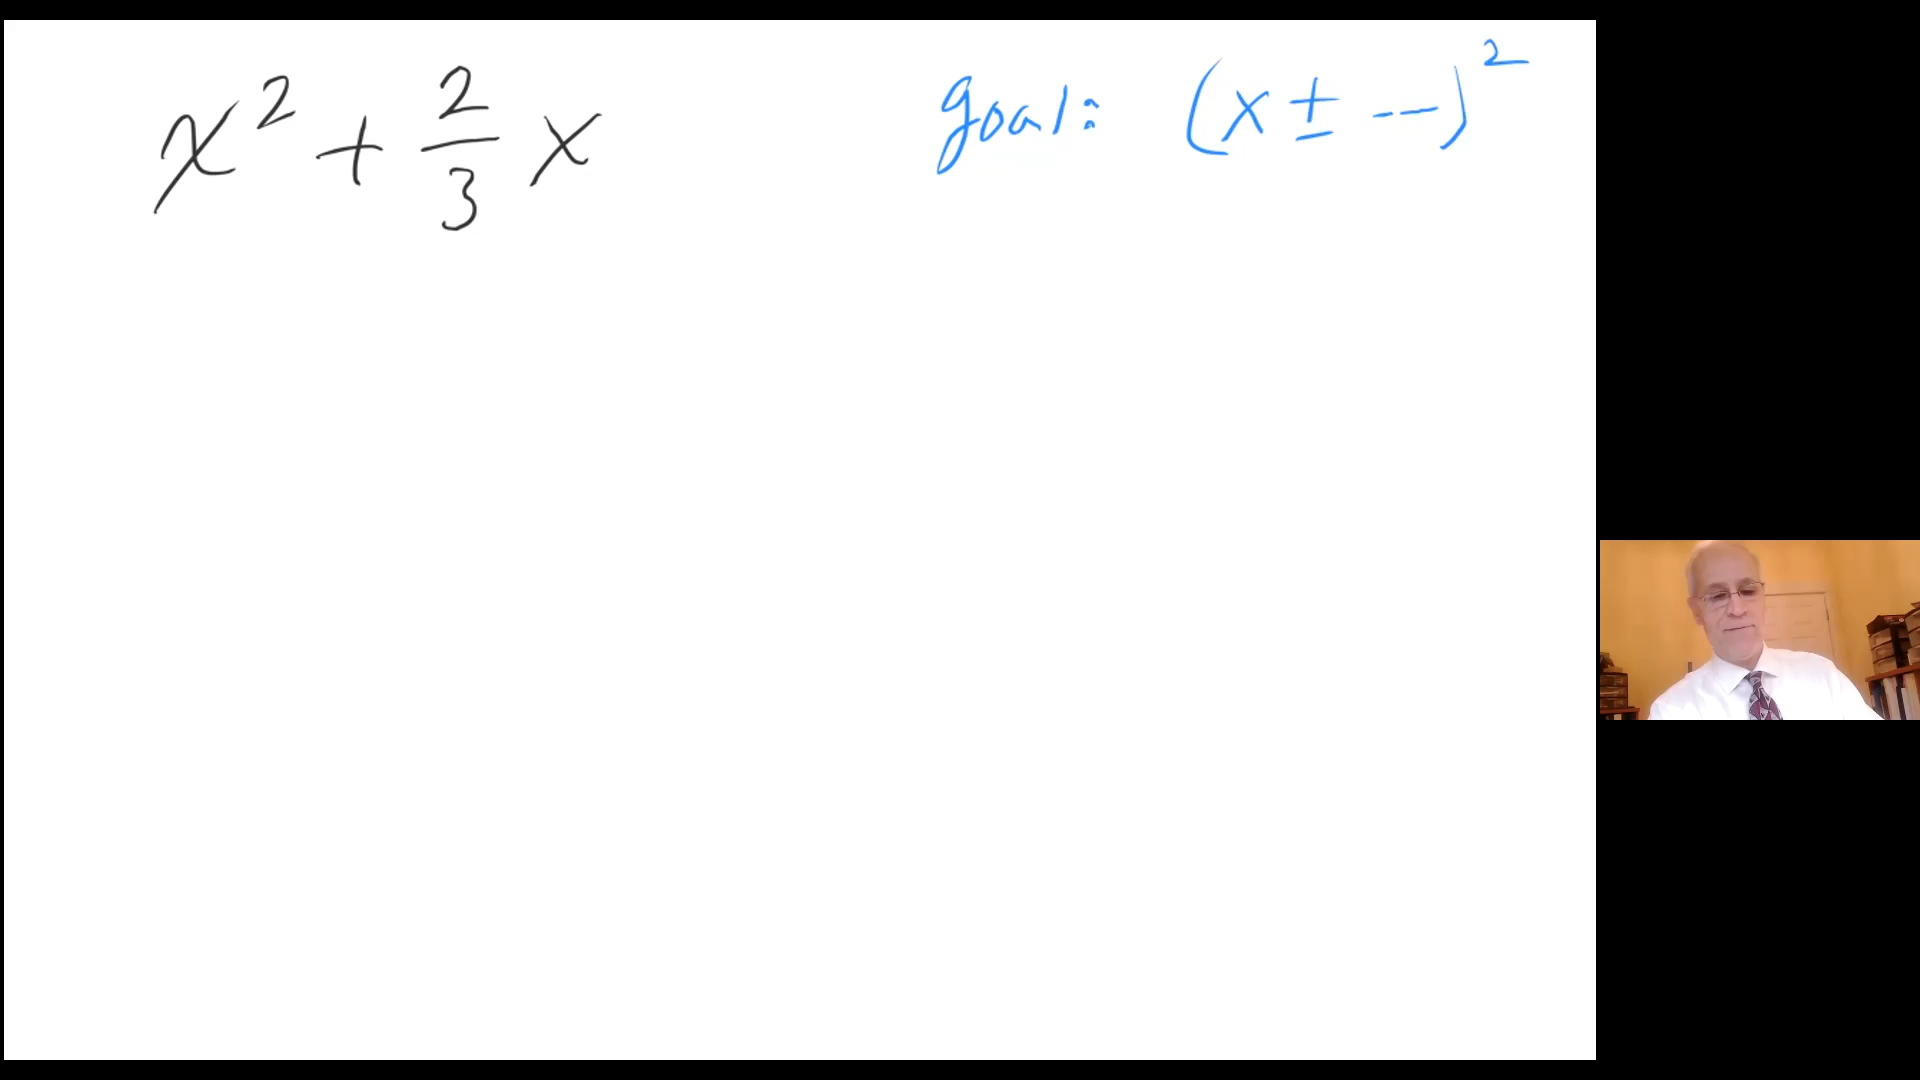 x² + 2/3 x
goal: (x ± --)²